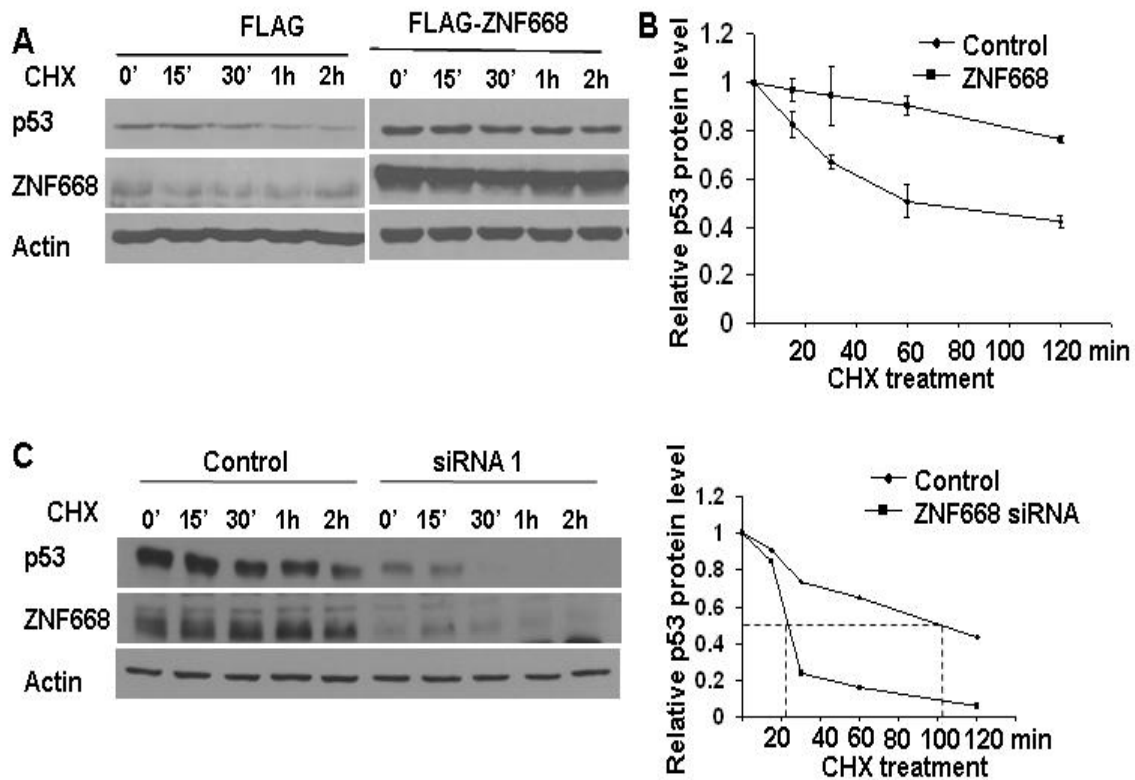 A
FLAG
FLAG-ZNF668
CHX
0' 15' 30' 1h 2h
0' 15' 30' 1h 2h
p53
ZNF668
Actin
B
Control
ZNF668
Relative p53 protein level
1.2
1
0.8
0.6
0.4
0.2
0
20 40 60 80 100 120 min
CHX treatment
C
Control
siRNA 1
CHX
0' 15' 30' 1h 2h
0' 15' 30' 1h 2h
p53
ZNF668
Actin
Control
ZNF668 siRNA
Relative p53 protein level
1.2
1
0.8
0.6
0.4
0.2
0
20 40 60 80 100 120 min
CHX treatment